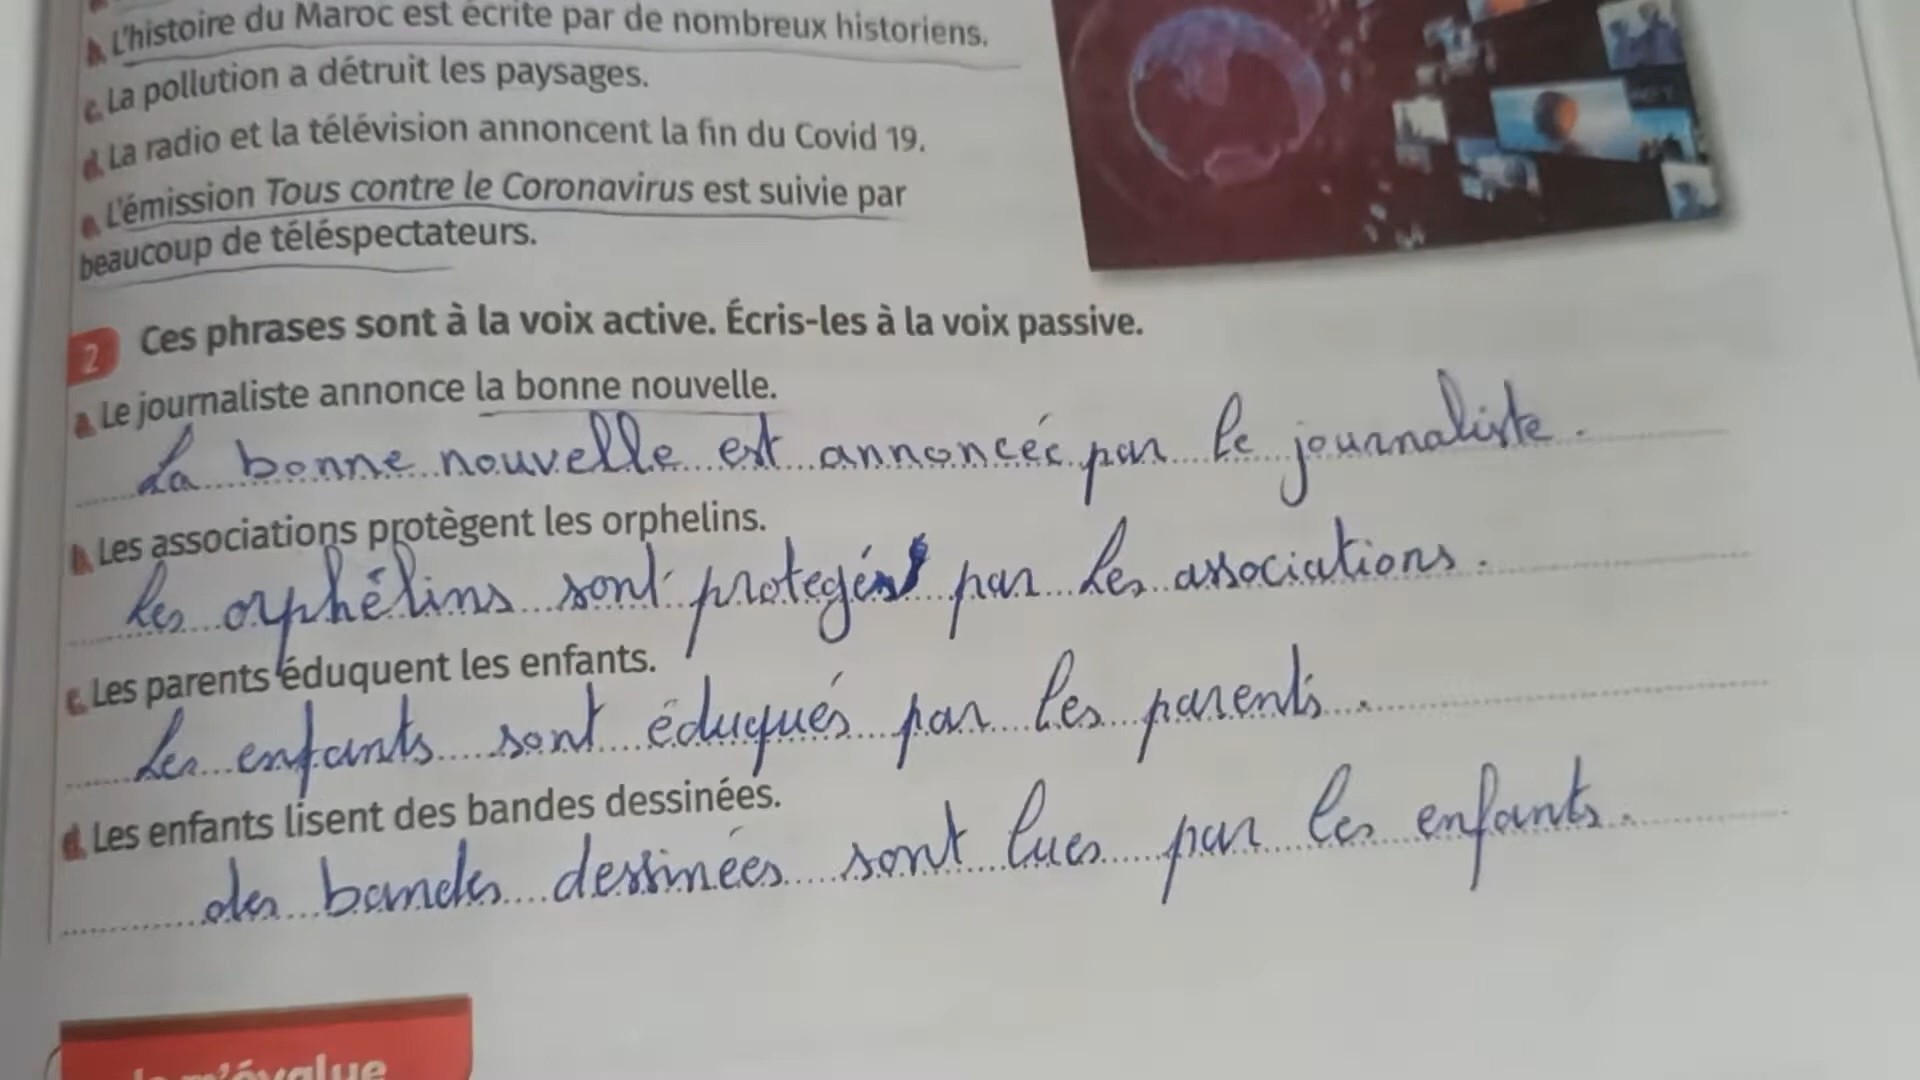 b. L'histoire du Maroc est écrite par de nombreux historiens.
c. La pollution a détruit les paysages.
d. La radio et la télévision annoncent la fin du Covid 19.
e. L'émission Tous contre le Coronavirus est suivie par
beaucoup de téléspectateurs.
2 Ces phrases sont à la voix active. Écris-les à la voix passive.
a. Le journaliste annonce la bonne nouvelle.
La bonne nouvelle est annoncée par le journaliste.
b. Les associations protègent les orphelins.
Les orphélins sont protegés par les associations.
c. Les parents éduquent les enfants.
Les enfants sont éduqués par les parents.
d. Les enfants lisent des bandes dessinées.
des bandes dessinées sont lues par les enfants.
Je m'évalue